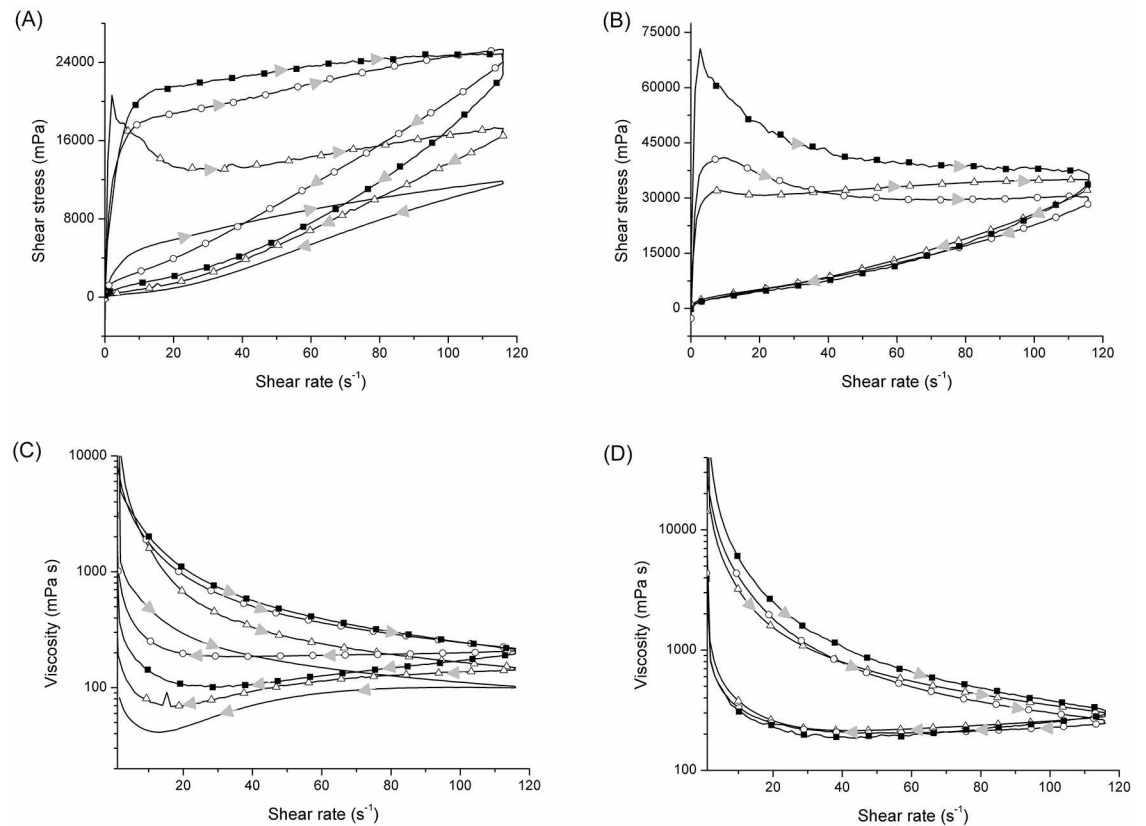 (A)
24000
16000
8000
0
Shear stress (mPa)
0 20 40 60 80 100 120
Shear rate (s-1)
(B)
75000
60000
45000
30000
15000
0
Shear stress (mPa)
0 20 40 60 80 100 120
Shear rate (s-1)
(C)
10000
1000
100
Viscosity (mPa s)
20 40 60 80 100 120
Shear rate (s-1)
(D)
10000
1000
100
Viscosity (mPa s)
20 40 60 80 100 120
Shear rate (s-1)